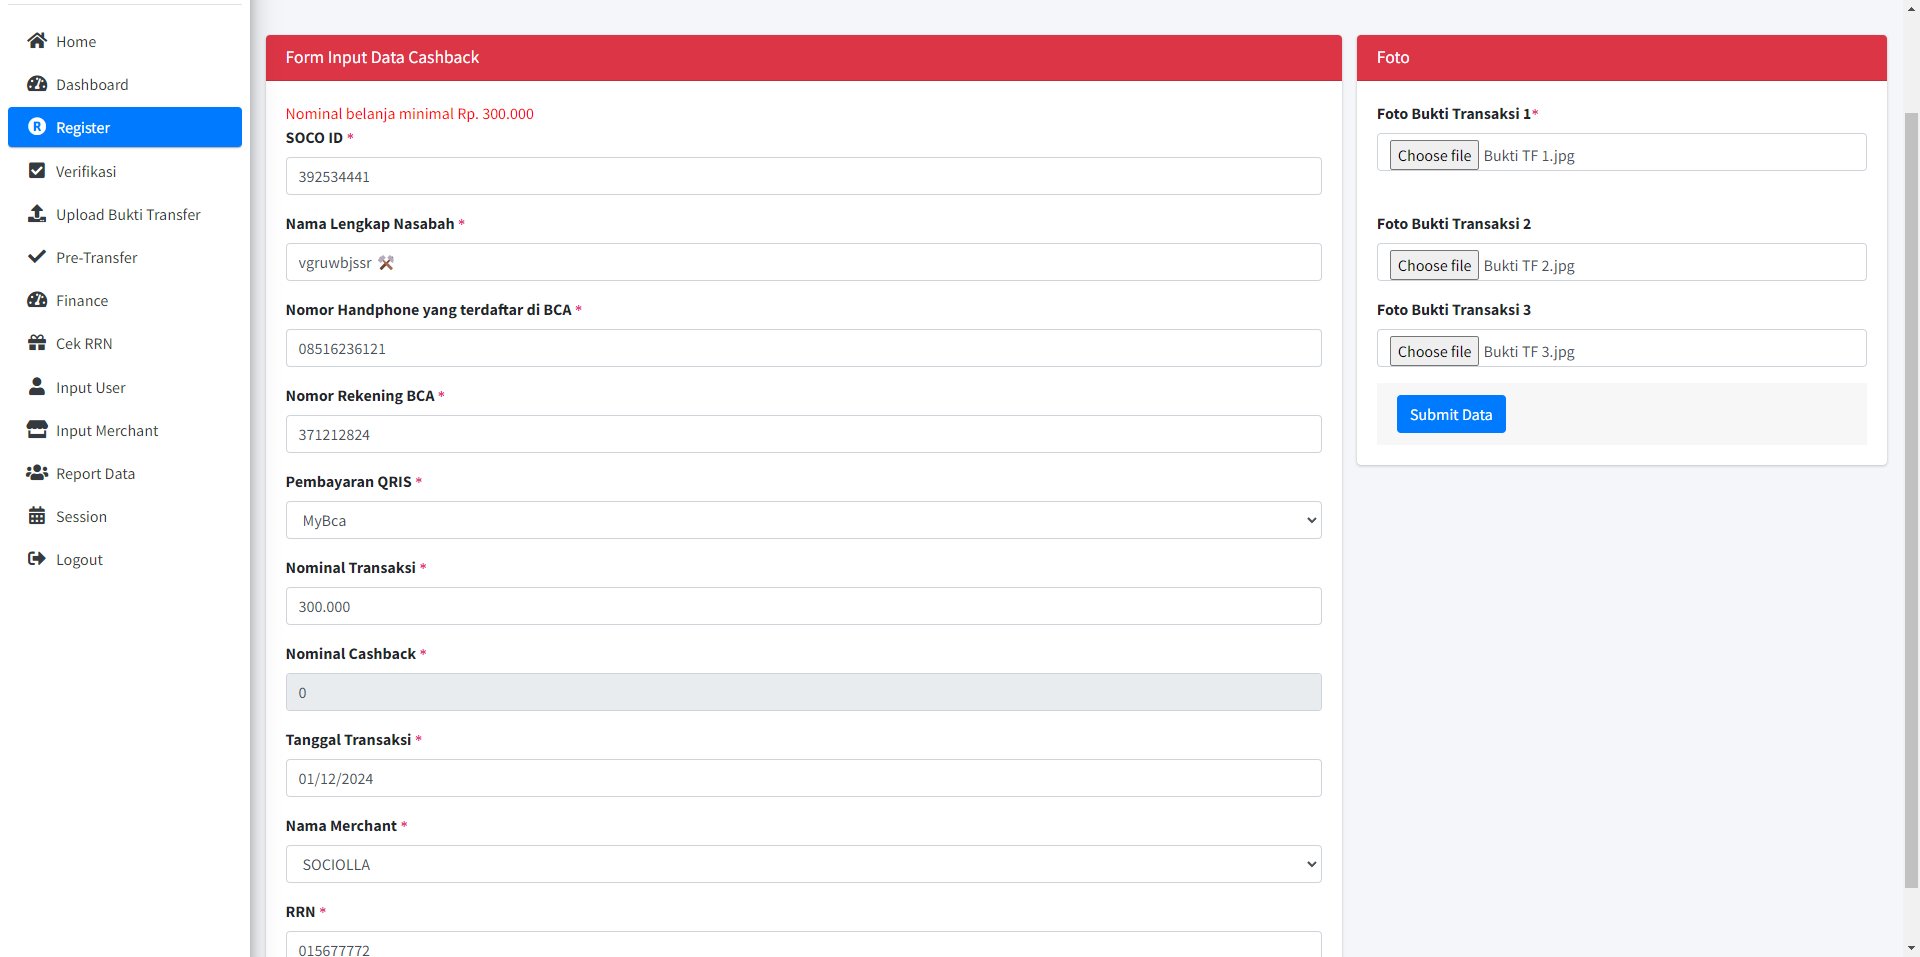 Home
Dashboard
Register
Verifikasi
Upload Bukti Transfer
Pre-Transfer
Finance
Cek RRN
Input User
Input Merchant
Report Data
Session
Logout
Form Input Data Cashback
Nominal belanja minimal Rp. 300.000
SOCO ID *
392534441
Nama Lengkap Nasabah *
vgruwbjssr ⚒️
Nomor Handphone yang terdaftar di BCA *
08516236121
Nomor Rekening BCA *
371212824
Pembayaran QRIS *
MyBca
Nominal Transaksi *
300.000
Nominal Cashback *
0
Tanggal Transaksi *
01/12/2024
Nama Merchant *
SOCIOLLA
RRN *
015677772
Foto
Foto Bukti Transaksi 1*
Choose file Bukti TF 1.jpg
Foto Bukti Transaksi 2
Choose file Bukti TF 2.jpg
Foto Bukti Transaksi 3
Choose file Bukti TF 3.jpg
Submit Data